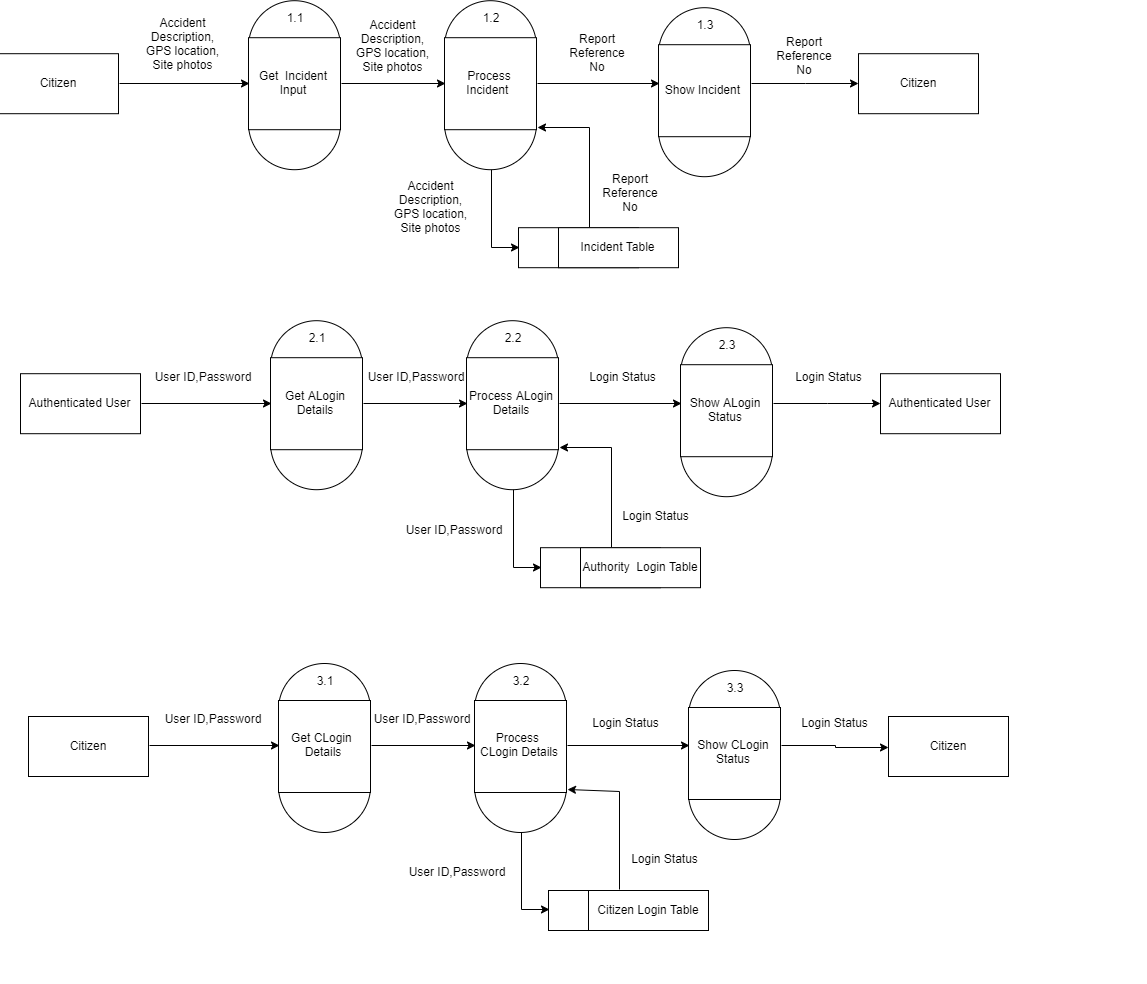 Accident
Description,
GPS location,
Site photos
1.1
Accident
Description,
GPS location,
Site photos
1.2
Report
Reference
No
1.3
Report
Reference
No
Citizen
Get  Incident
Input
Process
Incident
Show Incident
Citizen
Accident
Description,
GPS location,
Site photos
Report
Reference
No
Incident Table
2.1
2.2
2.3
User ID,Password
User ID,Password
Login Status
Login Status
Authenticated User
Get ALogin
Details
Process ALogin
Details
Show ALogin
Status
Authenticated User
User ID,Password
Login Status
Authority  Login Table
3.1
3.2
3.3
User ID,Password
User ID,Password
Login Status
Login Status
Citizen
Get CLogin
Details
Process
CLogin Details
Show CLogin
Status
Citizen
User ID,Password
Login Status
Citizen Login Table